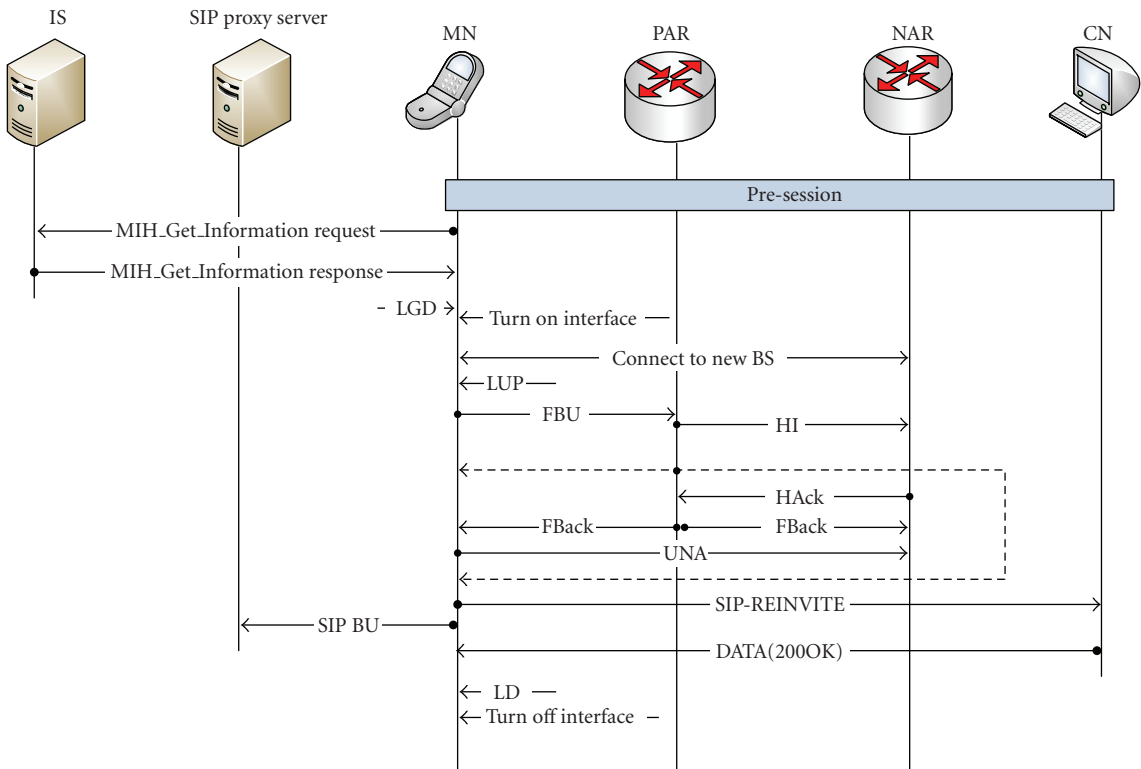 IS
SIP proxy server
MN
PAR
NAR
CN
Pre-session
MIH_Get_Information request
MIH_Get_Information response
LGD
Turn on interface
Connect to new BS
LUP
FBU
HI
HAck
FBack
FBack
UNA
SIP-REINVITE
SIP BU
DATA(200OK)
LD
Turn off interface